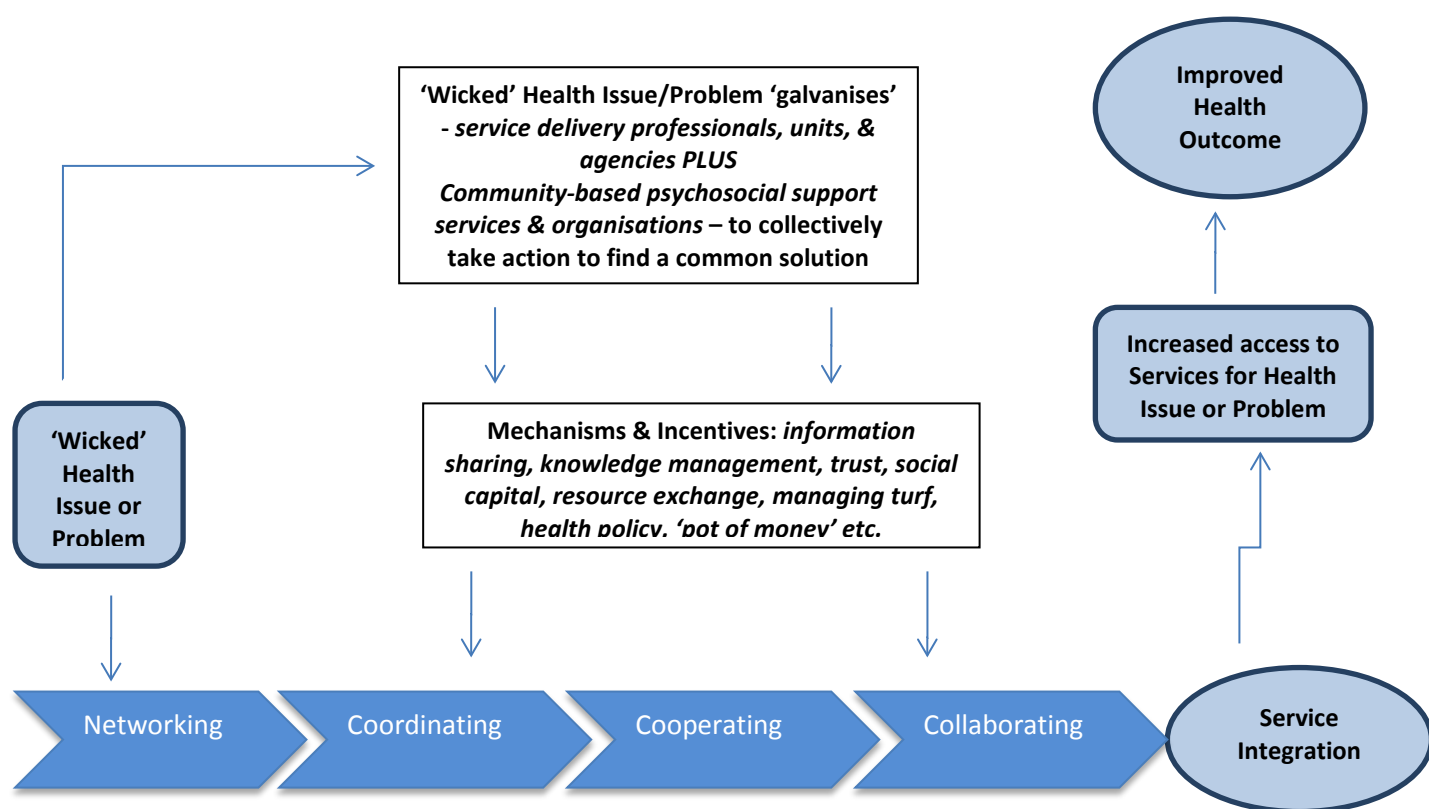 ‘Wicked’ Health Issue/Problem ‘galvanises’
- service delivery professionals, units, &
agencies PLUS
Community-based psychosocial support
services & organisations – to collectively
take action to find a common solution
Improved
Health
Outcome
Increased access to
Services for Health
Issue or Problem
‘Wicked’
Health
Issue or
Problem
Mechanisms & Incentives: information
sharing, knowledge management, trust, social
capital, resource exchange, managing turf,
health policy, ‘pot of money’ etc.
Networking
Coordinating
Cooperating
Collaborating
Service
Integration